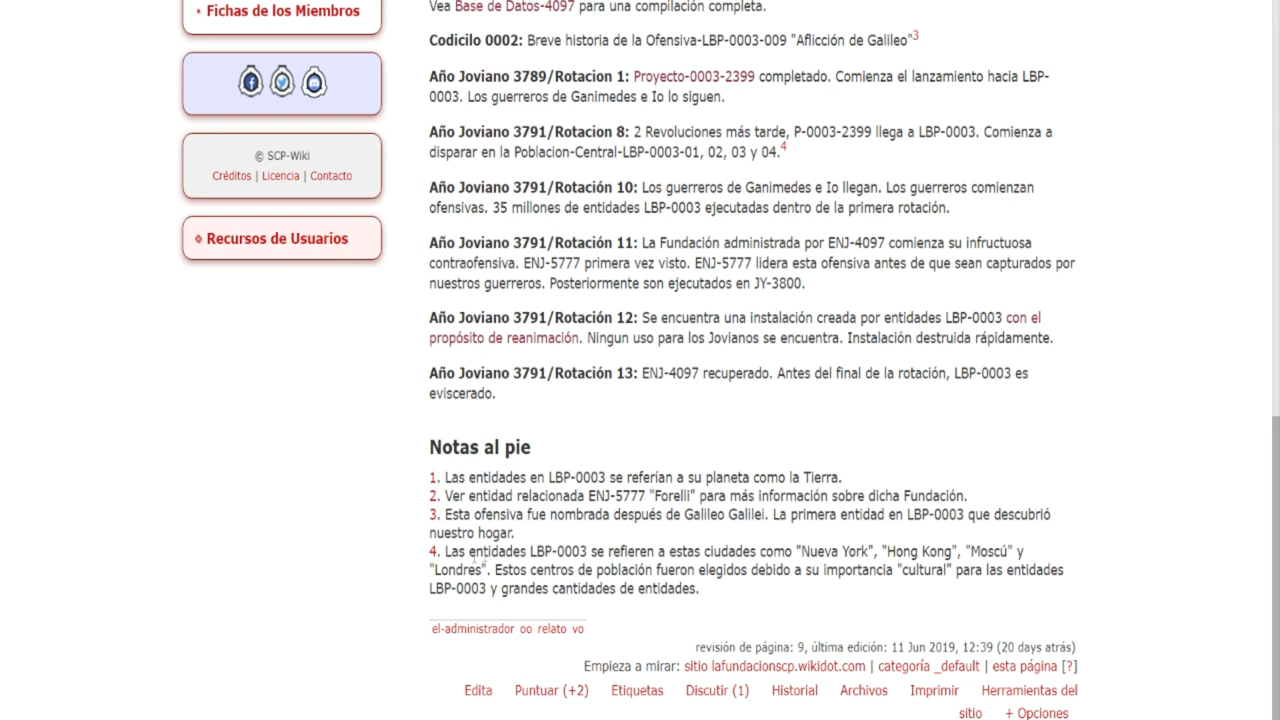 Fichas de los Miembros
© SCP-Wiki
Créditos | Licencia | Contacto
Recursos de Usuarios
Vea Base de Datos-4097 para una compilación completa.
Codicilo 0002: Breve historia de la Ofensiva-LBP-0003-009 "Aflicción de Galileo"3
Año Joviano 3789/Rotacion 1: Proyecto-0003-2399 completado. Comienza el lanzamiento hacia LBP-
0003. Los guerreros de Ganimedes e Io lo siguen.
Año Joviano 3791/Rotacion 8: 2 Revoluciones más tarde, P-0003-2399 llega a LBP-0003. Comienza a
disparar en la Poblacion-Central-LBP-0003-01, 02, 03 y 04.4
Año Joviano 3791/Rotación 10: Los guerreros de Ganimedes e Io llegan. Los guerreros comienzan
ofensivas. 35 millones de entidades LBP-0003 ejecutadas dentro de la primera rotación.
Año Joviano 3791/Rotación 11: La Fundación administrada por ENJ-4097 comienza su infructuosa
contraofensiva. ENJ-5777 primera vez visto. ENJ-5777 lidera esta ofensiva antes de que sean capturados por
nuestros guerreros. Posteriormente son ejecutados en JY-3800.
Año Joviano 3791/Rotación 12: Se encuentra una instalación creada por entidades LBP-0003 con el
propósito de reanimación. Ningun uso para los Jovianos se encuentra. Instalación destruida rápidamente.
Año Joviano 3791/Rotación 13: ENJ-4097 recuperado. Antes del final de la rotación, LBP-0003 es
eviscerado.
Notas al pie
1. Las entidades en LBP-0003 se referían a su planeta como la Tierra.
2. Ver entidad relacionada ENJ-5777 "Forelli" para más información sobre dicha Fundación.
3. Esta ofensiva fue nombrada después de Galileo Galilei. La primera entidad en LBP-0003 que descubrió
nuestro hogar.
4. Las entidades LBP-0003 se refieren a estas ciudades como "Nueva York", "Hong Kong", "Moscú" y
"Londres". Estos centros de población fueron elegidos debido a su importancia "cultural" para las entidades
LBP-0003 y grandes cantidades de entidades.
el-administrador oo relato vo
revisión de página: 9, última edición: 11 Jun 2019, 12:39 (20 days atrás)
Empieza a mirar: sitio lafundacionscp.wikidot.com | categoría _default | esta página [?]
Edita Puntuar (+2) Etiquetas Discutir (1) Historial Archivos Imprimir Herramientas del
sitio + Opciones